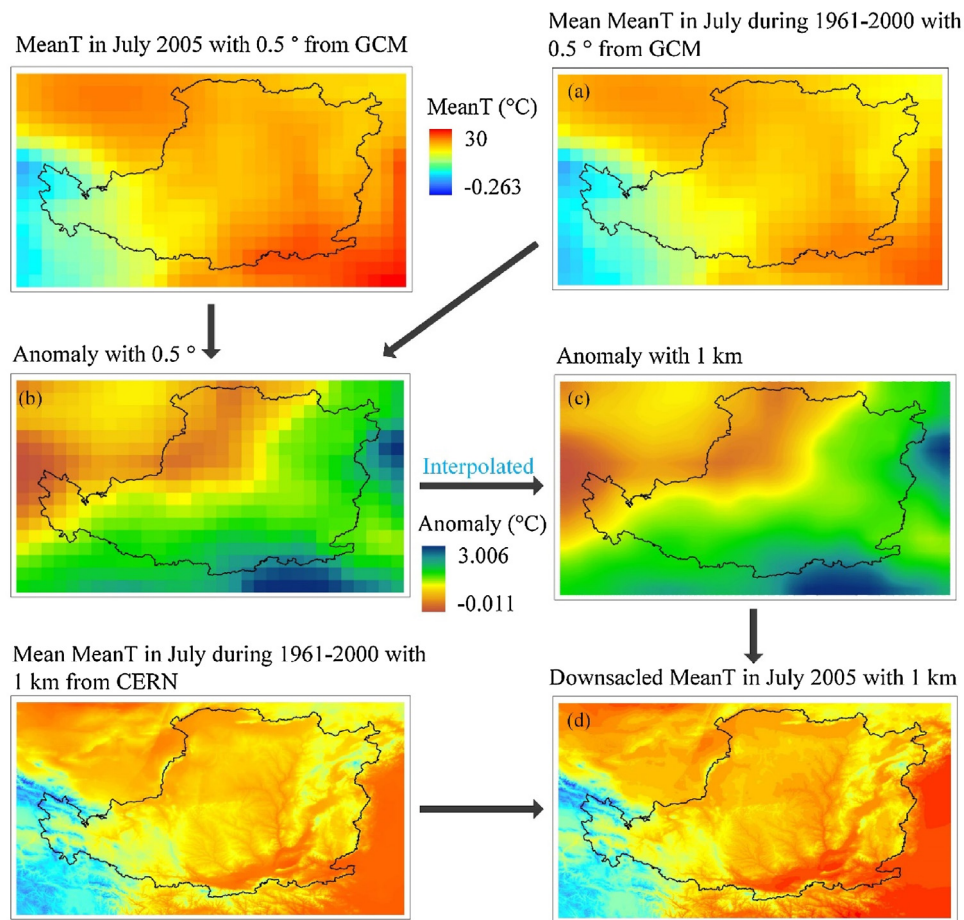 MeanT in July 2005 with 0.5 ° from GCM
Mean MeanT during 1961-2000 with
0.5 ° from GCM
MeanT (°C)
30
-0.263
(a)
Anomaly with 0.5 °
Anomaly with 1 km
(b)
(c)
Interpolated
Anomaly (°C)
3.006
-0.011
Mean MeanT in July during 1961-2000 with
1 km from CERN
Downsacled MeanT in July 2005 with 1 km
(d)